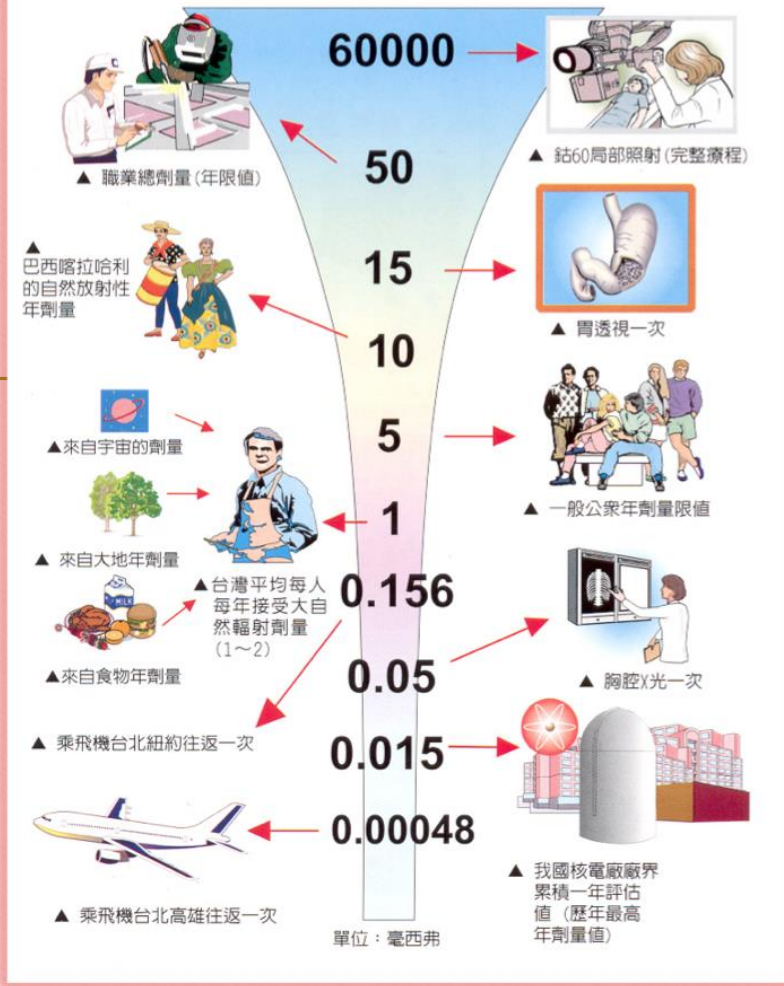 60000
▲ 鈷60局部照射(完整療程)
▲ 職業總劑量(年限值)
50
15
▲ 胃透視一次
▲
巴西喀拉哈利
的自然放射性
年劑量
10
5
▲ 一般公眾年劑量限值
▲來自宇宙的劑量
1
▲ 來自大地年劑量
▲台灣平均每人
每年接受大自
然輻射劑量
(1~2)
MILK
▲來自食物年劑量
0.156
▲ 乘飛機台北紐約往返一次
0.05
▲ 胸腔X光一次
0.015
▲ 我國核電廠廠界
累積一年評估
值 (歷年最高
年劑量值)
0.00048
▲ 乘飛機台北高雄往返一次
單位:毫西弗